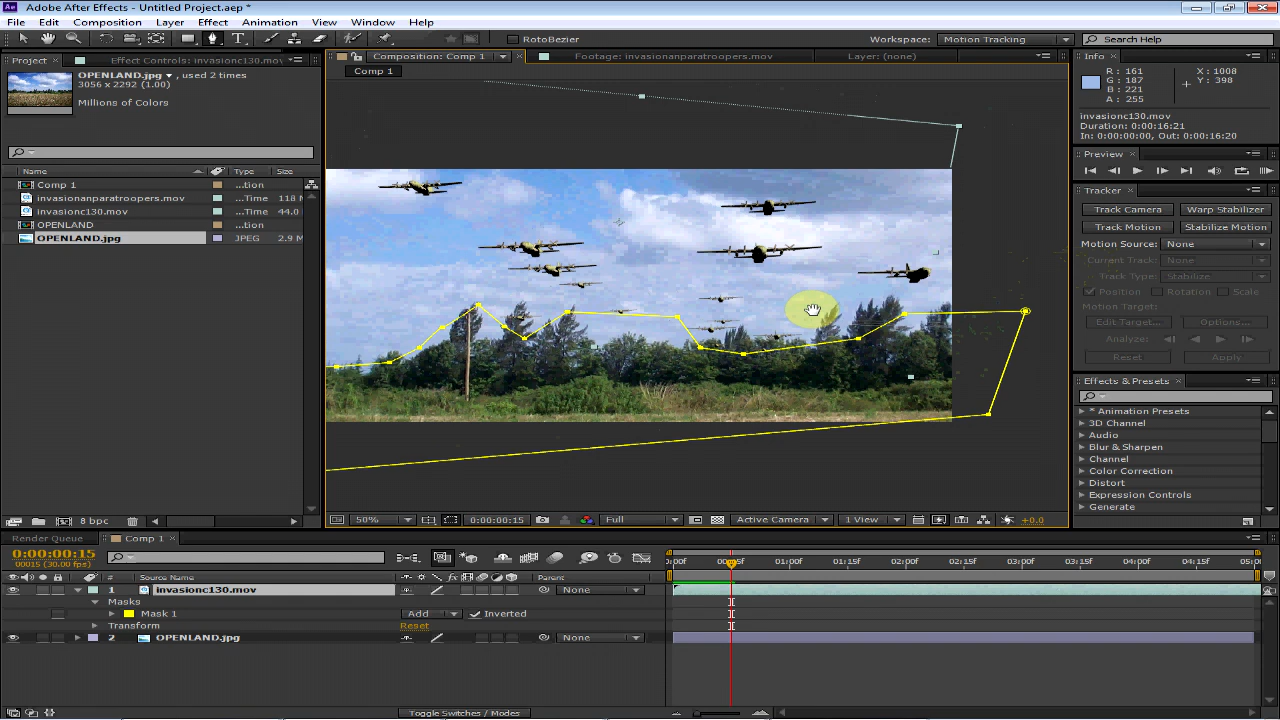 Adobe After Effects - Untitled Project.aep *
File Edit Composition Layer Effect Animation View Window Help
RotoBezier Workspace: Motion Tracking Search Help
Project Effect Controls: invasionc130.mov
OPENLAND.jpg , used 2 times
3056 x 2292 (1.00)
Millions of Colors
Name Type Size
Comp 1 ...tion
invasionanparatroopers.mov ...Time 118 M
invasionc130.mov ...Time 44.0
OPENLAND ...tion
OPENLAND.jpg JPEG 2.9 M
8 bpc
Composition: Comp 1 Footage: invasionanparatroopers.mov Layer: (none)
Comp 1
50% 0:00:00:15 Full Active Camera 1 View +0.0
Info
R : 161 X : 1008
G : 187 Y : 398
B : 221
A : 255
invasionc130.mov
Duration: 0:00:16:21
In: 0:00:00:00, Out: 0:00:16:20
Preview
Tracker
Track Camera Warp Stabilizer
Track Motion Stabilize Motion
Motion Source: None
Current Track: None
Track Type: Stabilize
Position Rotation Scale
Motion Target:
Edit Target... Options...
Analyze:
Reset Apply
Effects & Presets
* Animation Presets
3D Channel
Audio
Blur & Sharpen
Channel
Color Correction
Distort
Expression Controls
Generate
Render Queue Comp 1
0:00:00:15
00015 (30.00 fps)
# Source Name Parent
1 invasionc130.mov None
Masks
Mask 1 Add Inverted
Transform Reset
2 OPENLAND.jpg None
01:00f 01:15f 02:00f 02:15f 03:00f 03:15f 04:00f 04:15f
Toggle Switches / Modes